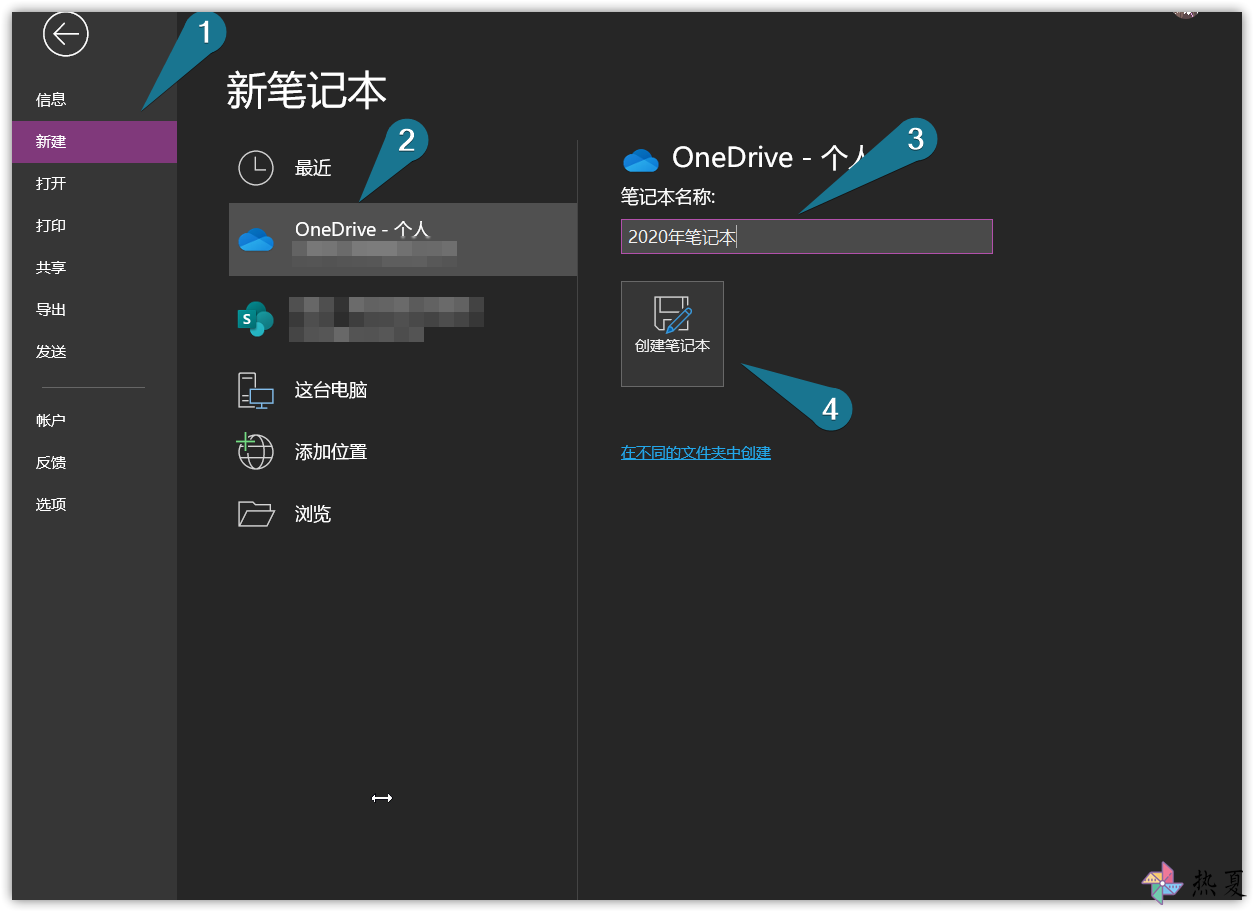 1
信息
新建
打开
打印
共享
导出
发送
帐户
反馈
选项
新笔记本
2
最近
OneDrive - 个人
S
这台电脑
添加位置
浏览
3
OneDrive - 个人
笔记本名称:
2020年笔记本
创建笔记本
4
在不同的文件夹中创建
热夏